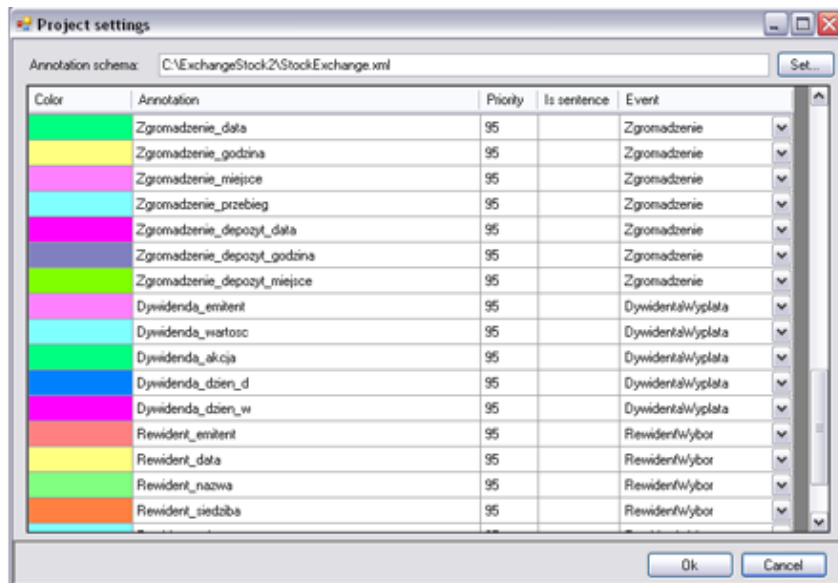 Project settings
Annotation schema: C:\ExchangeStock2\StockExchange.xml Set...
Color Annotation Priority Is sentence Event
Zgromadzenie_data 95 Zgromadzenie
Zgromadzenie_godzina 95 Zgromadzenie
Zgromadzenie_miejsce 95 Zgromadzenie
Zgromadzenie_przebieg 95 Zgromadzenie
Zgromadzenie_depozyt_data 95 Zgromadzenie
Zgromadzenie_depozyt_godzina 95 Zgromadzenie
Zgromadzenie_depozyt_miejsce 95 Zgromadzenie
Dywidenda_emitent 95 DywidentaWyplata
Dywidenda_wartosc 95 DywidentaWyplata
Dywidenda_akcja 95 DywidentaWyplata
Dywidenda_dzien_d 95 DywidentaWyplata
Dywidenda_dzien_w 95 DywidentaWyplata
Rewident_emitent 95 RewidentWybor
Rewident_data 95 RewidentWybor
Rewident_nazwa 95 RewidentWybor
Rewident_siedziba 95 RewidentWybor
Ok Cancel